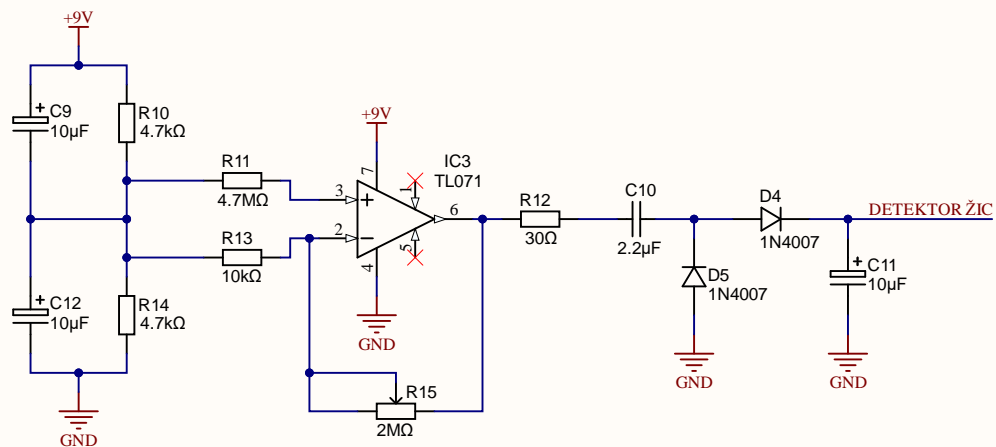 +9V
C9
10µF
R10
4.7kΩ
R11
4.7MΩ
+9V
IC3
TL071
7
1
3
2
6
5
4
R13
10kΩ
R12
30Ω
C10
2.2µF
D4
1N4007
DETEKTOR ŽIC
D5
1N4007
C11
10µF
C12
10µF
R14
4.7kΩ
GND
GND
GND
GND
R15
2MΩ